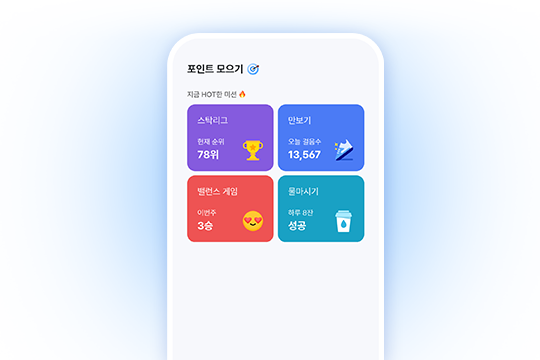 포인트 모으기
지금 HOT한 미션
스탁리그
현재 순위
78위
만보기
오늘 걸음수
13,567
밸런스 게임
이번주
3승
물마시기
하루 8잔
성공